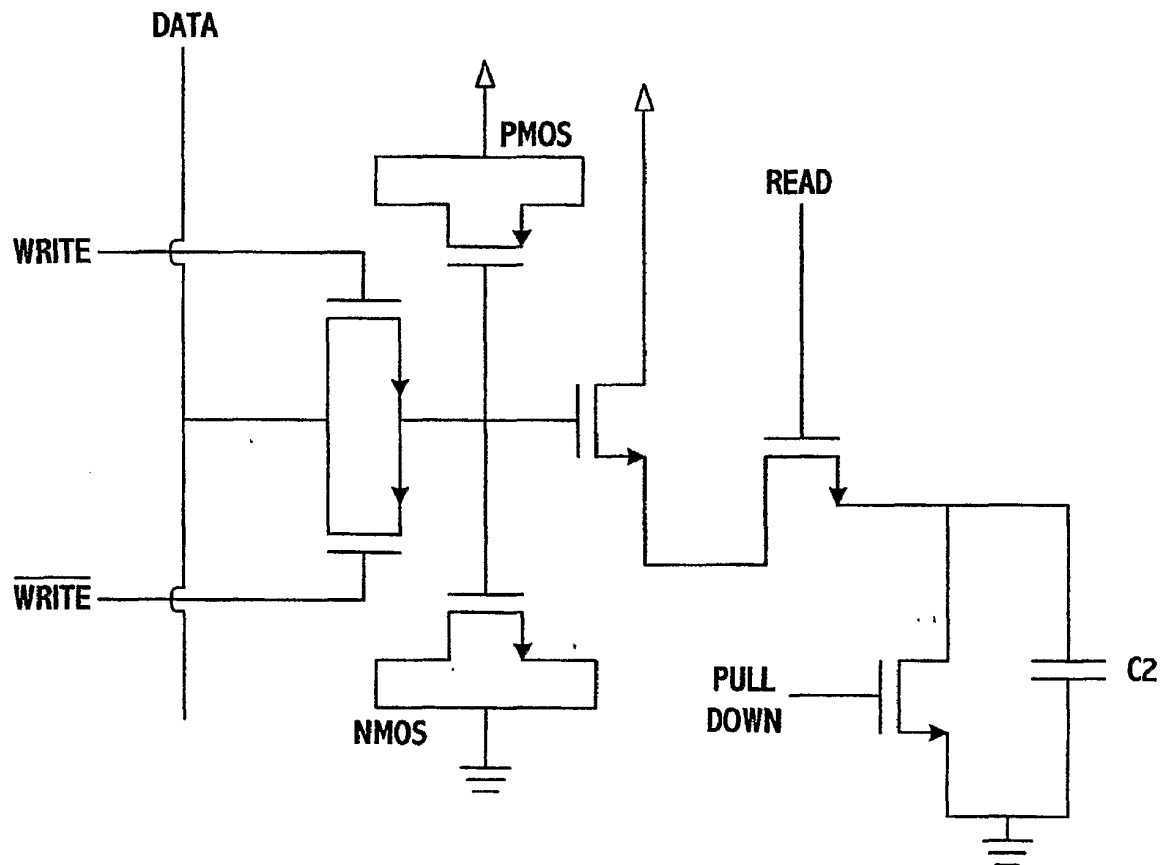 DATA
PMOS
READ
WRITE
WRITE
PULL
DOWN
C2
NMOS